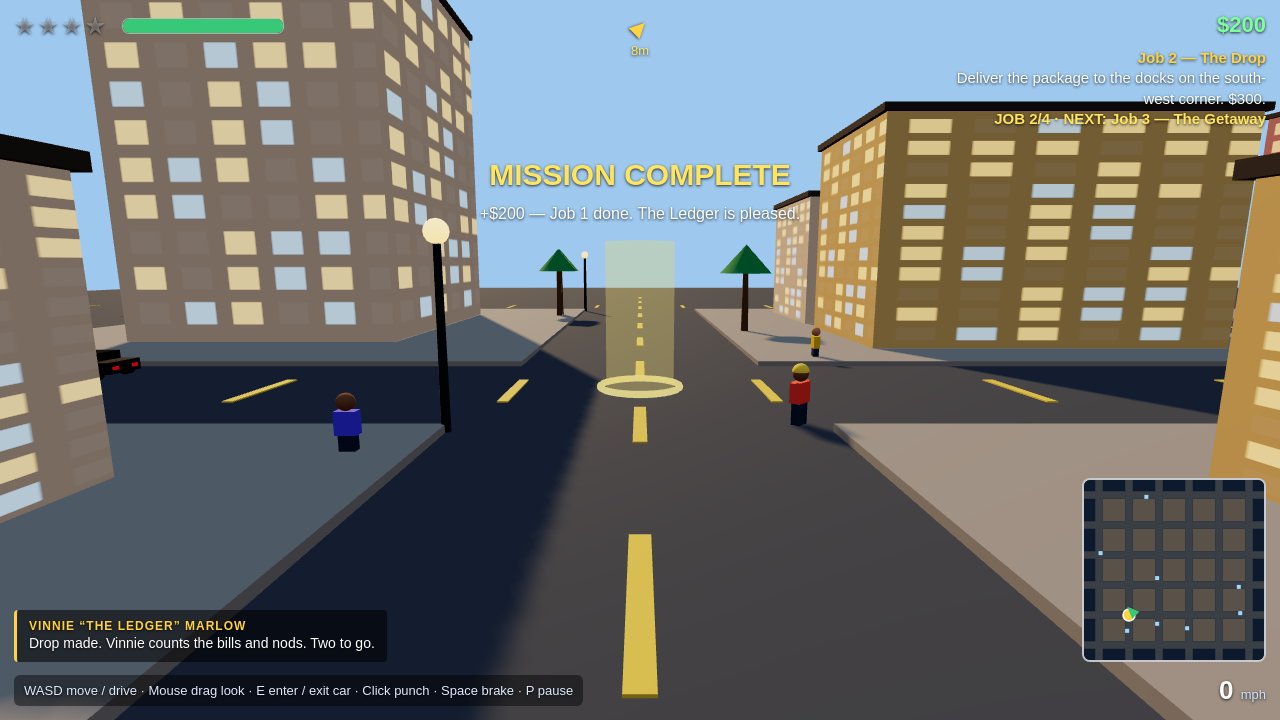 8m
$200
Job 2 — The Drop
Deliver the package to the docks on the south-
west corner. $300.
JOB 2/4 · NEXT: Job 3 — The Getaway
MISSION COMPLETE
+$200 — Job 1 done. The Ledger is pleased.
VINNIE “THE LEDGER” MARLOW
Drop made. Vinnie counts the bills and nods. Two to go.
WASD move / drive · Mouse drag look · E enter / exit car · Click punch · Space brake · P pause
0 mph